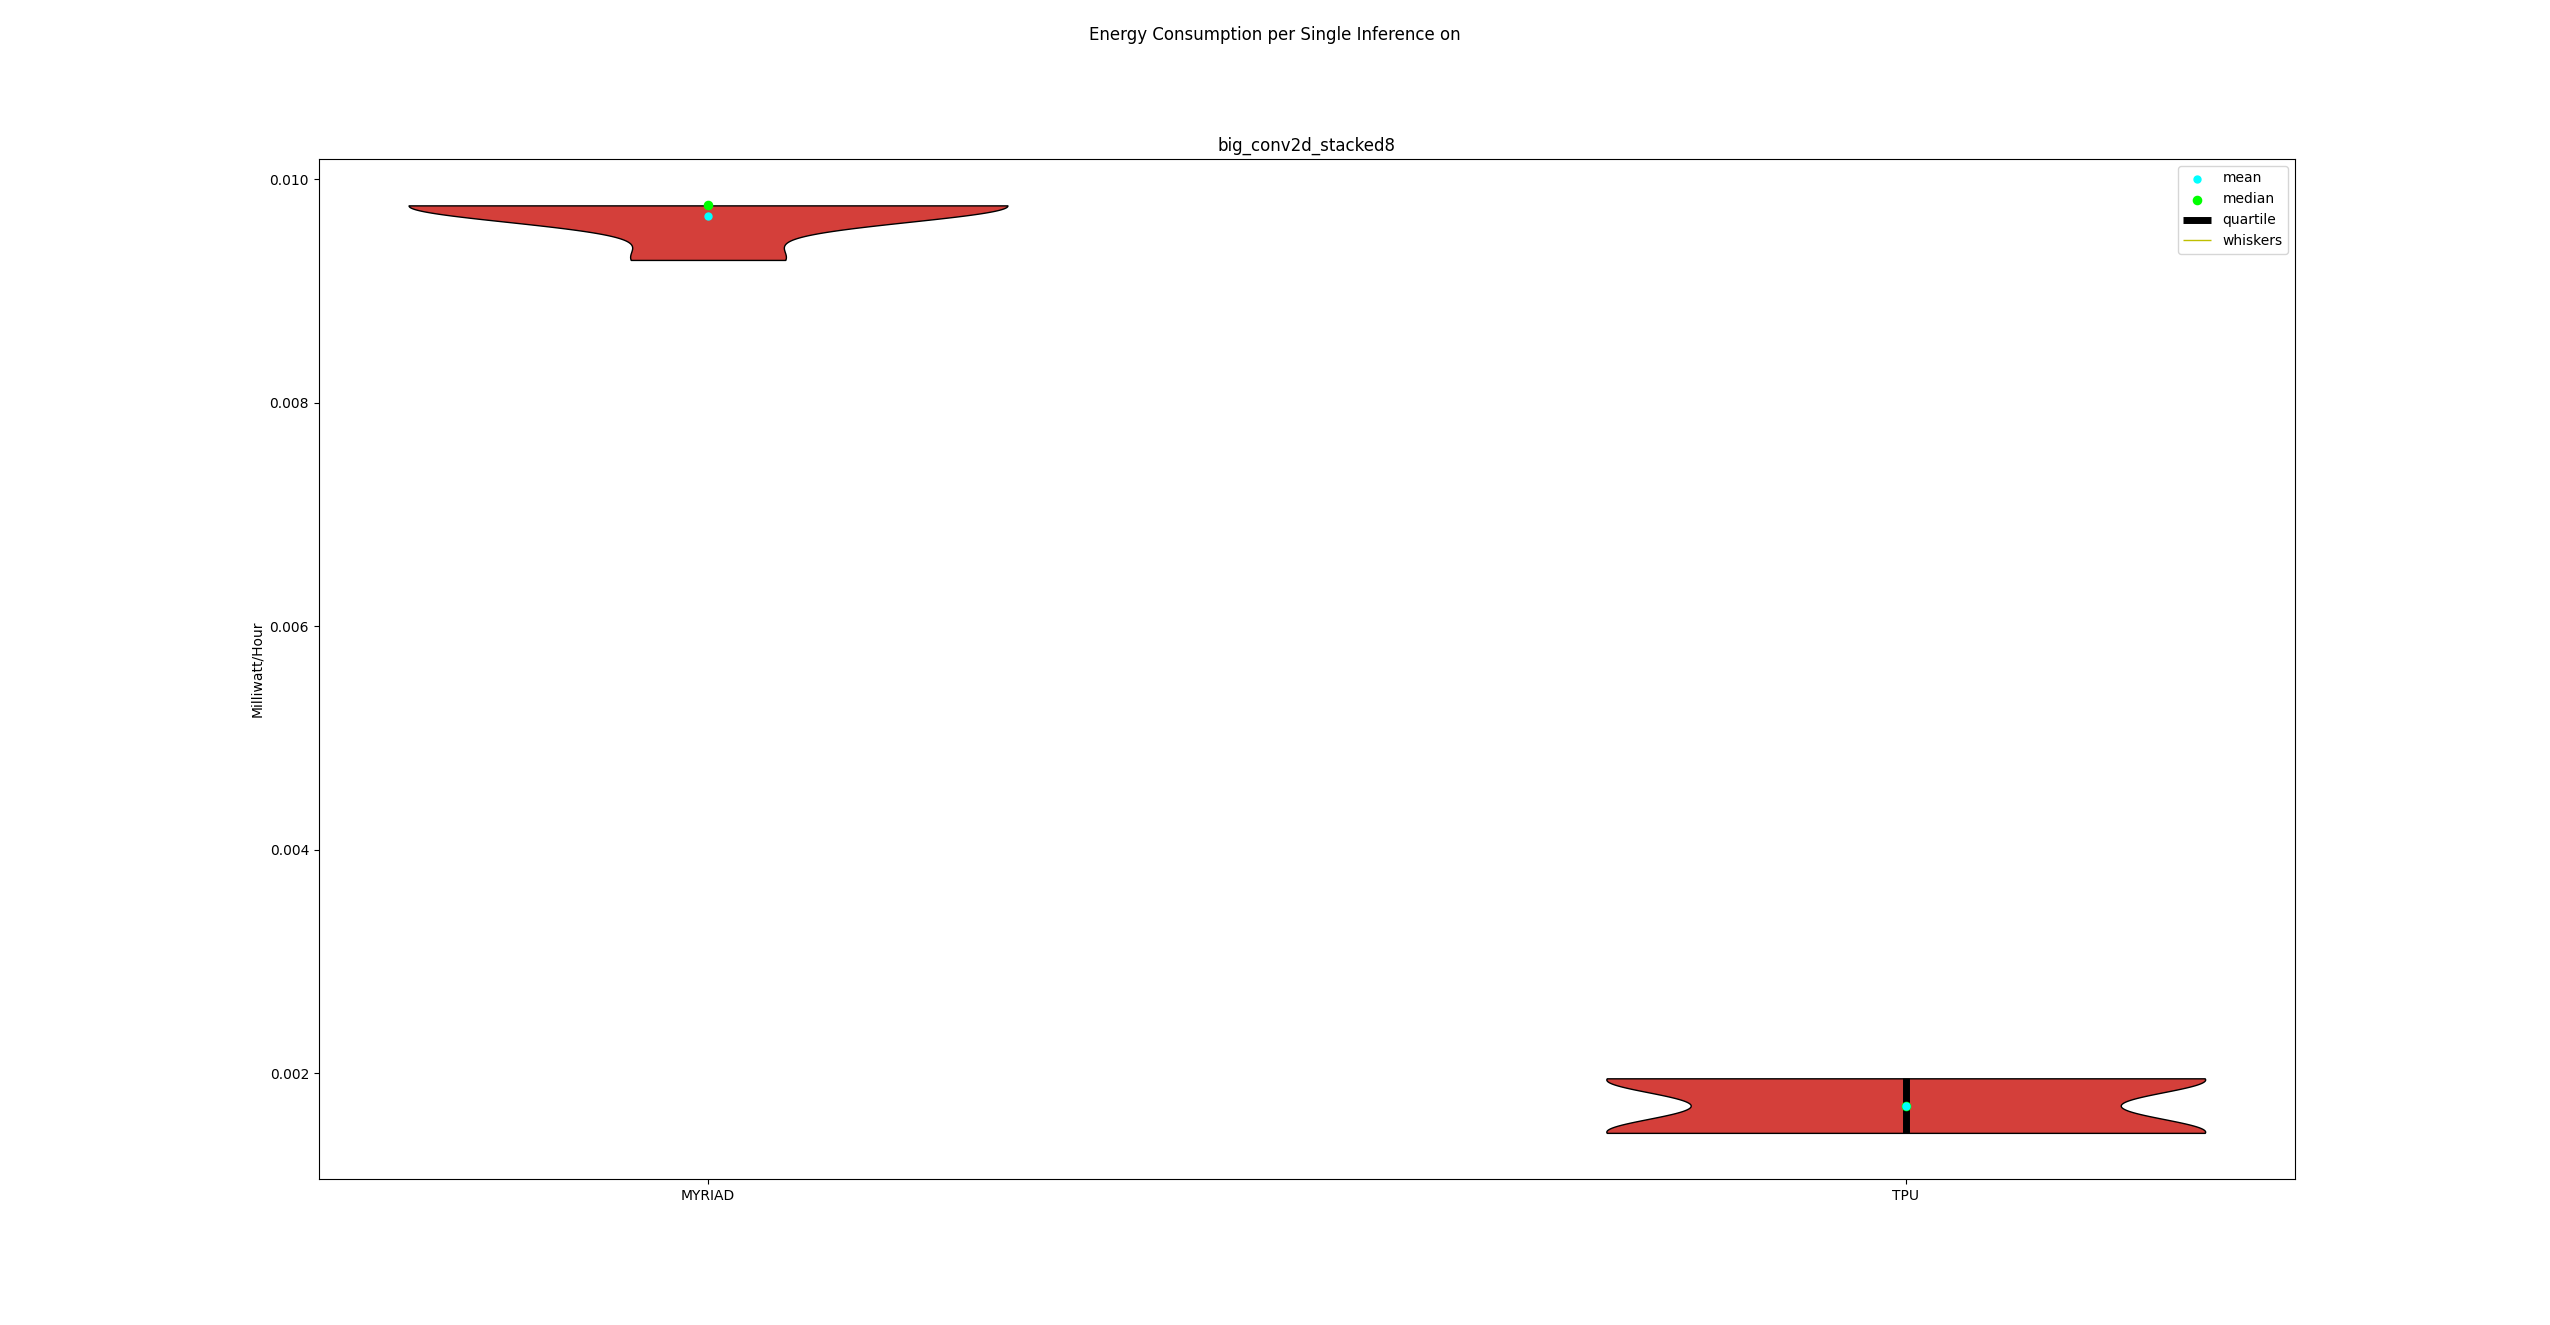 Energy Consumption per Single Inference on
big_conv2d_stacked8
mean
median
quartile
whiskers
0.010
0.008
0.006
0.004
0.002
Milliwatt/Hour
MYRIAD
TPU